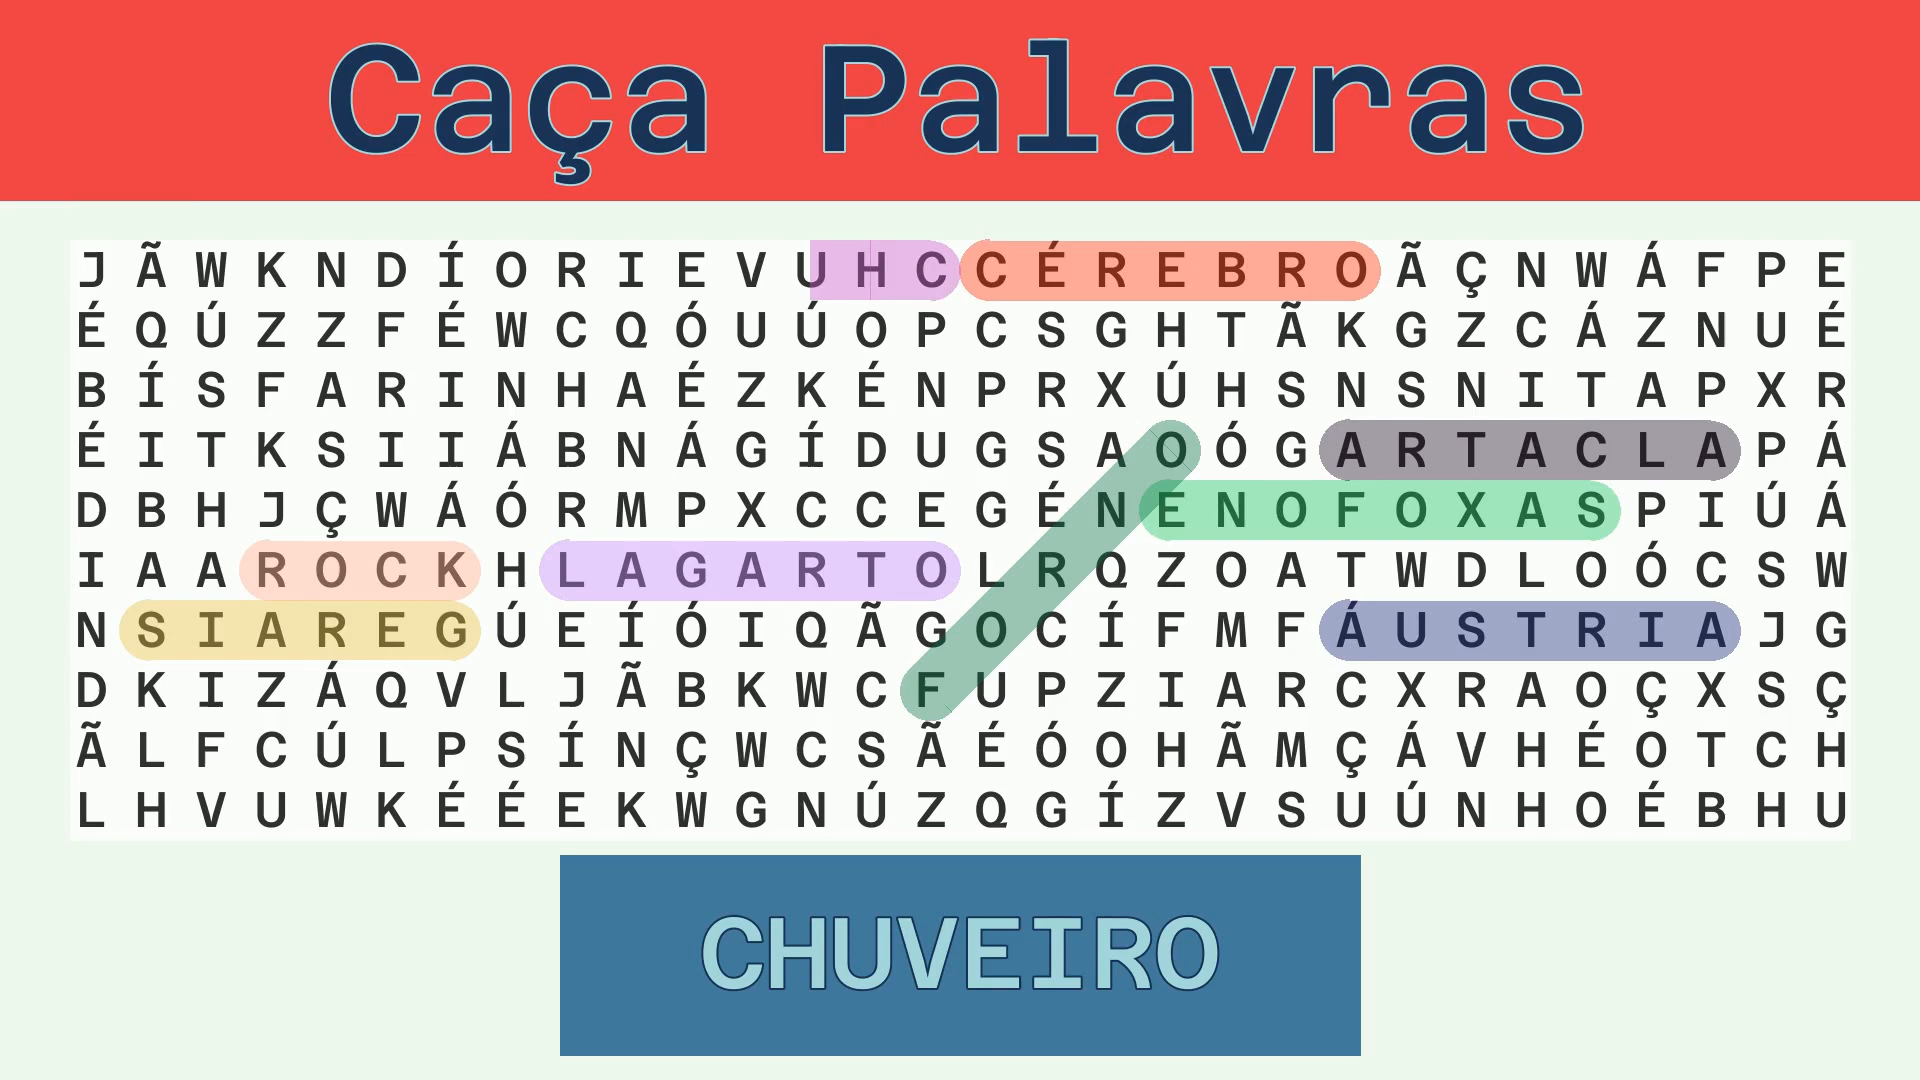 Caça Palavras
J Ã W K N D Í O R I E V U H C C É R E B R O Ã Ç N W Á F P E
É Q Ú Z Z F É W C Q Ó U Ú O P C S G H T Ã K G Z C Á Z N U É
B Í S F A R I N H A É Z K É N P R X Ú H S N S N I T A P X R
É I T K S I I Á B N Á G Í D U G S A O Ó G A R T A C L A P Á
D B H J Ç W Á Ó R M P X C C E G É N E N O F O X A S P I Ú Á
I A A R O C K H L A G A R T O L R Q Z O A T W D L O Ó C S W
N S I A R E G Ú E Í Ó I Q Ã G O C Í F M F Á U S T R I A J G
D K I Z Á Q V L J Ã B K W C F U P Z I A R C X R A O Ç X S Ç
Ã L F C Ú L P S Í N Ç W C S Ã É Ó O H Ã M Ç Á V H É O T C H
L H V U W K É É E K W G N Ú Z Q G Í Z V S U Ú N H O É B H U
CHUVEIRO